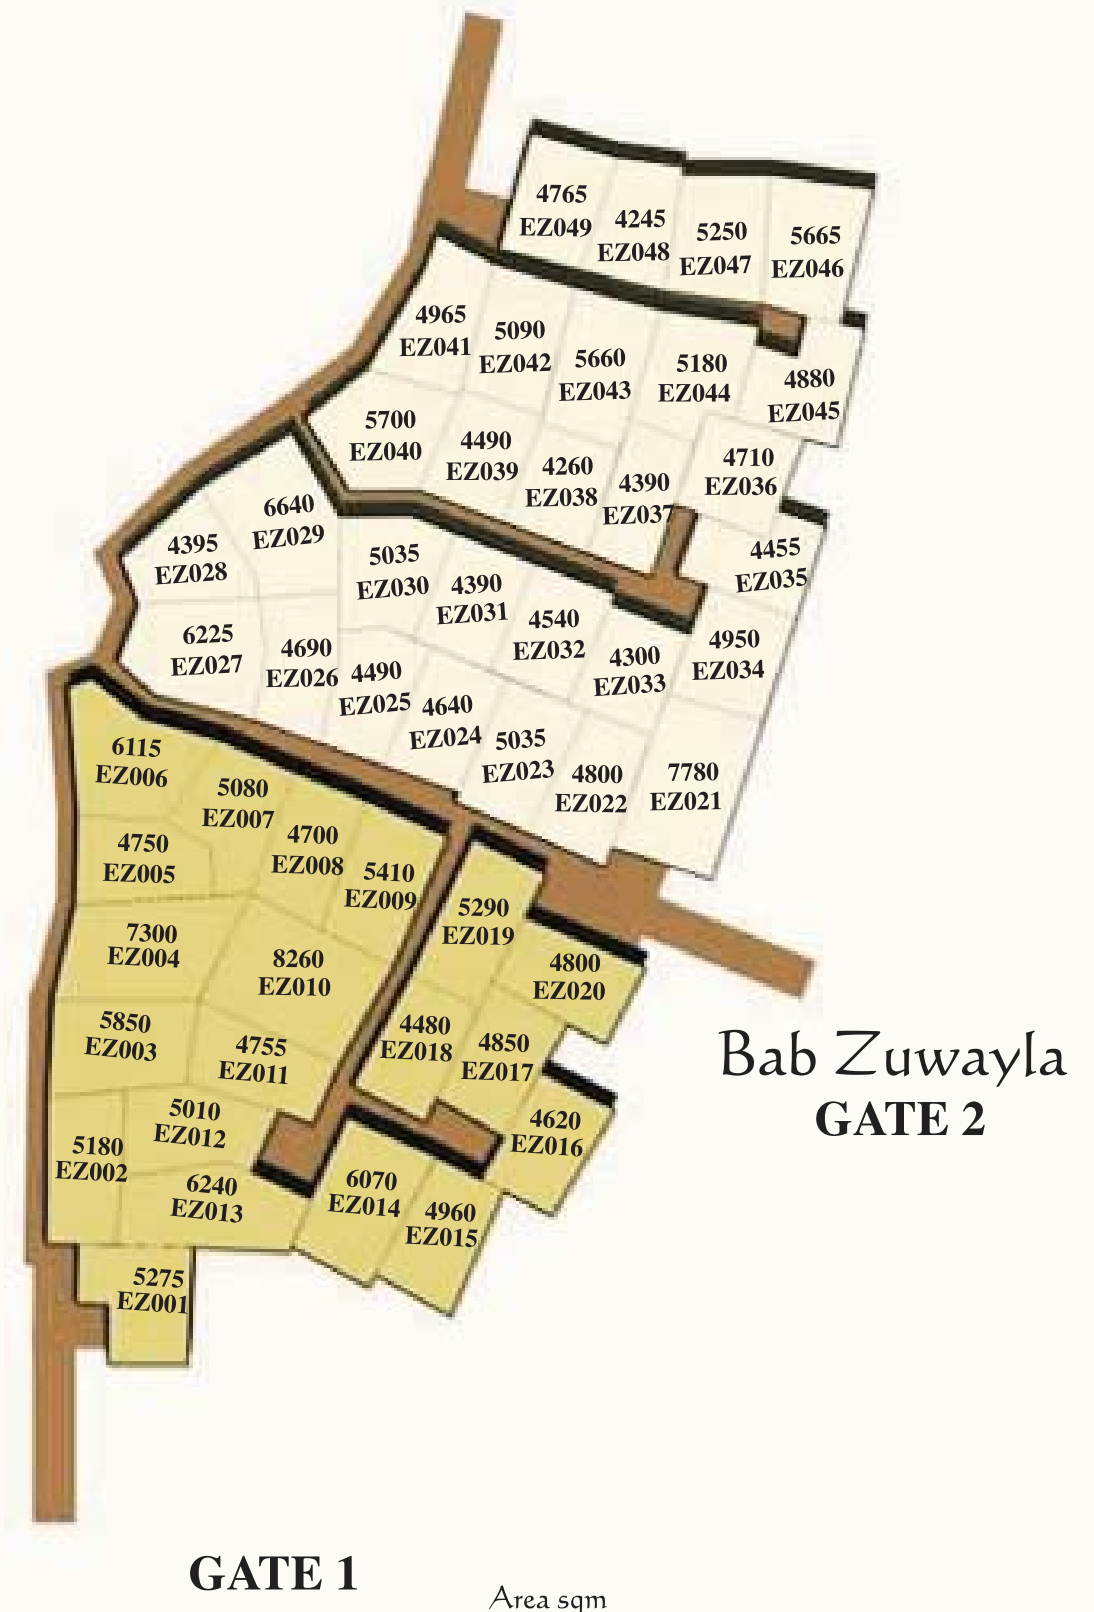 4765
EZ049
4245
EZ048
5250
EZ047
5665
EZ046
4965
EZ041
5090
EZ042
5660
EZ043
5180
EZ044
4880
EZ045
5700
EZ040
4490
EZ039
4260
EZ038
4390
EZ037
4710
EZ036
6640
EZ029
4395
EZ028
5035
EZ030
4390
EZ031
4540
EZ032
4300
EZ033
4455
EZ035
4950
EZ034
6225
EZ027
4690
EZ026
4490
EZ025
4640
EZ024
5035
EZ023
4800
EZ022
7780
EZ021
6115
EZ006
5080
EZ007
4700
EZ008
5410
EZ009
4750
EZ005
7300
EZ004
8260
EZ010
5290
EZ019
4800
EZ020
5850
EZ003
4755
EZ011
4480
EZ018
4850
EZ017
5010
EZ012
5180
EZ002
6240
EZ013
6070
EZ014
4960
EZ015
4620
EZ016
5275
EZ001
Bab Zuwayla
GATE 2
GATE 1
Area sqm